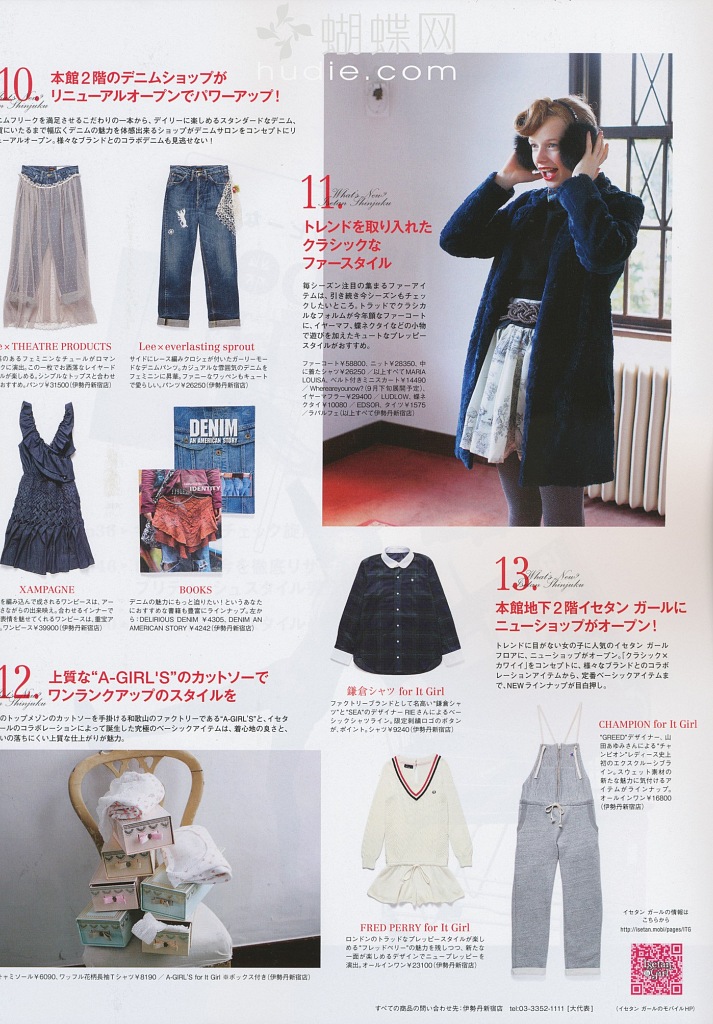 蝴蝶网
hudie.com
10.
本館２階のデニムショップが
リニューアルオープンでパワーアップ！
ニムフリークを満足させるこだわりの一本から、デイリーに楽しめるスタンダードなデニム、
質にいたるまで幅広くデニムの魅力を体感出来るショップがデニムサロンをコンセプトにリ
ューアルオープン。様々なブランドとのコラボデニムも見逃せない！
e×THEATRE PRODUCTS
感のあるフェミニンなチュールがロマン
クに演出。この一枚でお洒落なレイヤード
ルが楽しめる。シンプルなトップスと合わせ
おすすめ。パンツ￥31500（伊勢丹新宿店）
Lee×everlasting sprout
サイドにレース編みクロシェが付いたガーリーモー
ドなデニムパンツ。カジュアルな雰囲気のデニムを
フェミニンに昇華。ファニーなワッペンもキュート
で愛らしい。パンツ￥26250（伊勢丹新宿店）
DENIM
AN AMERICAN STORY
IDENTITY
XAMPAGNE
を編み込んで成されるワンピースは、アー
さながらの出来映え。合わせるインナーで
表情を魅せてくれるワンピースは、重宝ア
。ワンピース￥39900（伊勢丹新宿店）
BOOKS
デニムの魅力にもっと迫りたい！というあなた
におすすめな書籍も豊富にラインナップ。左か
ら：DELIRIOUS DENIM ￥4305、DENIM AN
AMERICAN STORY ￥4242（伊勢丹新宿店）
11.
What's New?
Isetan Shinjuku
トレンドを取り入れた
クラシックな
ファースタイル
毎シーズン注目の集まるファーアイ
テムは、引き続き今シーズンもチェッ
クしたいところ。トラッドでクラシカ
ルなフォルムが今年顔なファーコート
に、イヤーマフ、蝶ネクタイなどの小物
で遊びを加えたキュートなプレッピー
スタイルがおすすめ。
ファーコート￥58800、ニット￥28350、中
に着たシャツ￥26250／以上すべてMARIA
LOUISA、ベルト付きミニスカート￥14490
／Whereareyounow?（9月下旬展開予定）、
イヤーマフラー￥29400／LUDLOW、蝶ネ
クタイ￥10080／EDSOR、タイツ￥1575
／ラバルフェ（以上すべて伊勢丹新宿店）
12.
上質な“A-GIRL'S”のカットソーで
ワンランクアップのスタイルを
のトップメゾンのカットソーを手掛ける和歌山のファクトリーである“A-GIRL'S”と、イセタ
ールのコラボレーションによって誕生した究極のベーシックアイテムは、着心地の良さと、
いの落ちにくい上質な仕上がりが魅力。
ャミソール￥6090、ワッフル花柄長袖Tシャツ￥8190／A-GIRL'S for It Girl ※ボックス付き（伊勢丹新宿店）
13.
What's New?
Isetan Shinjuku
本館地下２階イセタン ガールに
ニューショップがオープン！
トレンドに目がない女の子に人気のイセタン ガール
フロアに、ニューショップがオープン。「クラシック×
カワイイ」をコンセプトに、様々なブランドとのコラボ
レーションアイテムから、定番ベーシックアイテムま
で、NEWラインナップが目白押し。
鎌倉シャツ for It Girl
ファクトリーブランドとして名高い“鎌倉シャ
ツ”と“SEA”のデザイナー RIEさんによるベー
シックシャツライン。限定刺繍ロゴのボタン
が、ポイント。シャツ￥9240（伊勢丹新宿店）
CHAMPION for It Girl
“GREED”デザイナー、山
田あゆみさんによる“チャ
ンピオン”レディース史上
初のエクスクルーシブラ
イン。スウェット素材の
新たな魅力に気付けるア
イテムがラインナップ。
オールインワン￥16800
（伊勢丹新宿店）
FRED PERRY for It Girl
ロンドンのトラッドなプレッピースタイルが楽し
める“フレッドペリー”の魅力を残しつつ、新たな
一面が楽しめるデザインでニュープレッピーを
演出。オールインワン￥23100（伊勢丹新宿店）
イセタン ガールの情報は
こちらから
http://isetan.mobi/pages/ITG
すべての商品の問い合わせ先：伊勢丹新宿店 tel:03-3352-1111［大代表］
（イセタン ガールのモバイルHP）